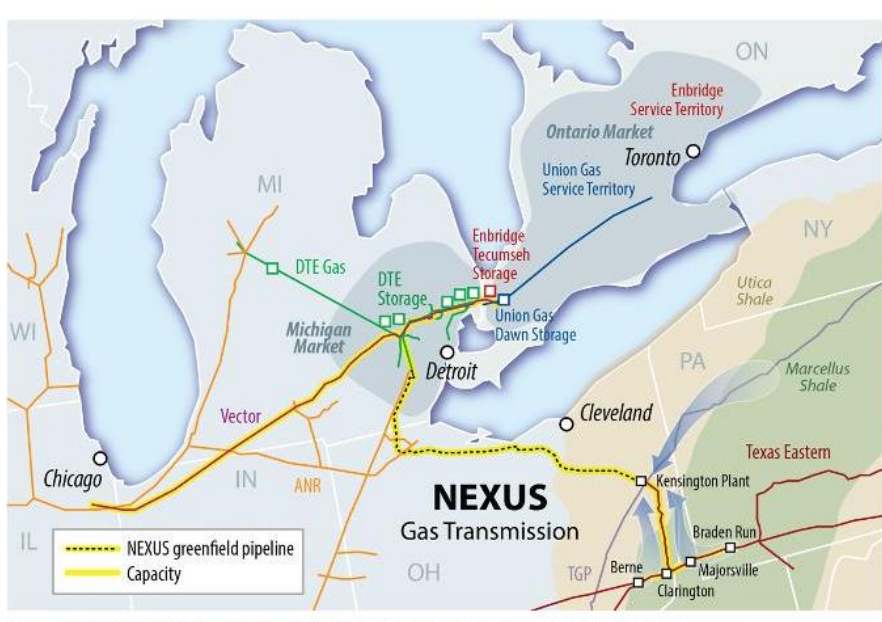 ON
Enbridge
Service Territory
Ontario Market
Toronto
Union Gas
Service Territory
MI
NY
Enbridge
Tecumseh
Storage
DTE Gas
DTE
Storage
Utica
Shale
Union Gas
Dawn Storage
WI
Michigan
Market
PA
Detroit
Marcellus
Shale
Cleveland
Vector
Texas Eastern
Chicago
IN
ANR
Kensington Plant
NEXUS
Gas Transmission
Braden Run
IL
NEXUS greenfield pipeline
Capacity
OH
TGP
Berne
Majorsville
Clarington